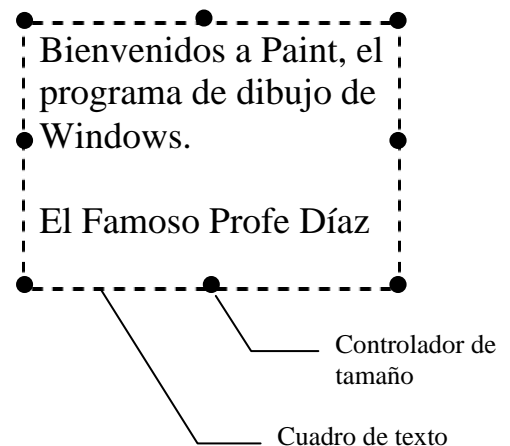 Bienvenidos a Paint, el
programa de dibujo de
Windows.
El Famoso Profe Díaz
Controlador de
tamaño
Cuadro de texto